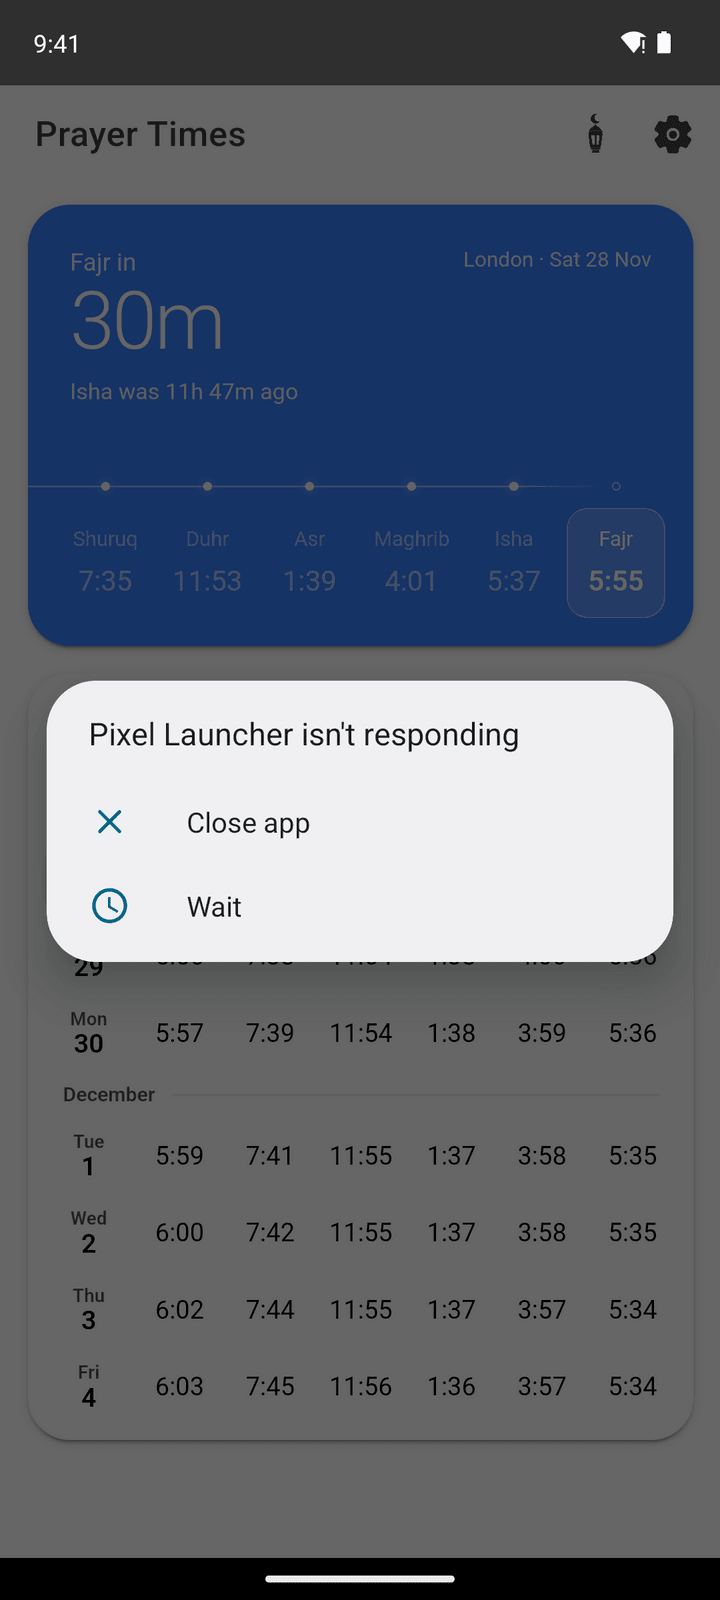 9:41
Prayer Times
Fajr in
London · Sat 28 Nov
30m
Isha was 11h 47m ago
Shuruq Duhr Asr Maghrib Isha Fajr
7:35 11:53 1:39 4:01 5:37 5:55
Pixel Launcher isn't responding
Close app
Wait
29
Mon
30 5:57 7:39 11:54 1:38 3:59 5:36
December
Tue
1 5:59 7:41 11:55 1:37 3:58 5:35
Wed
2 6:00 7:42 11:55 1:37 3:58 5:35
Thu
3 6:02 7:44 11:55 1:37 3:57 5:34
Fri
4 6:03 7:45 11:56 1:36 3:57 5:34